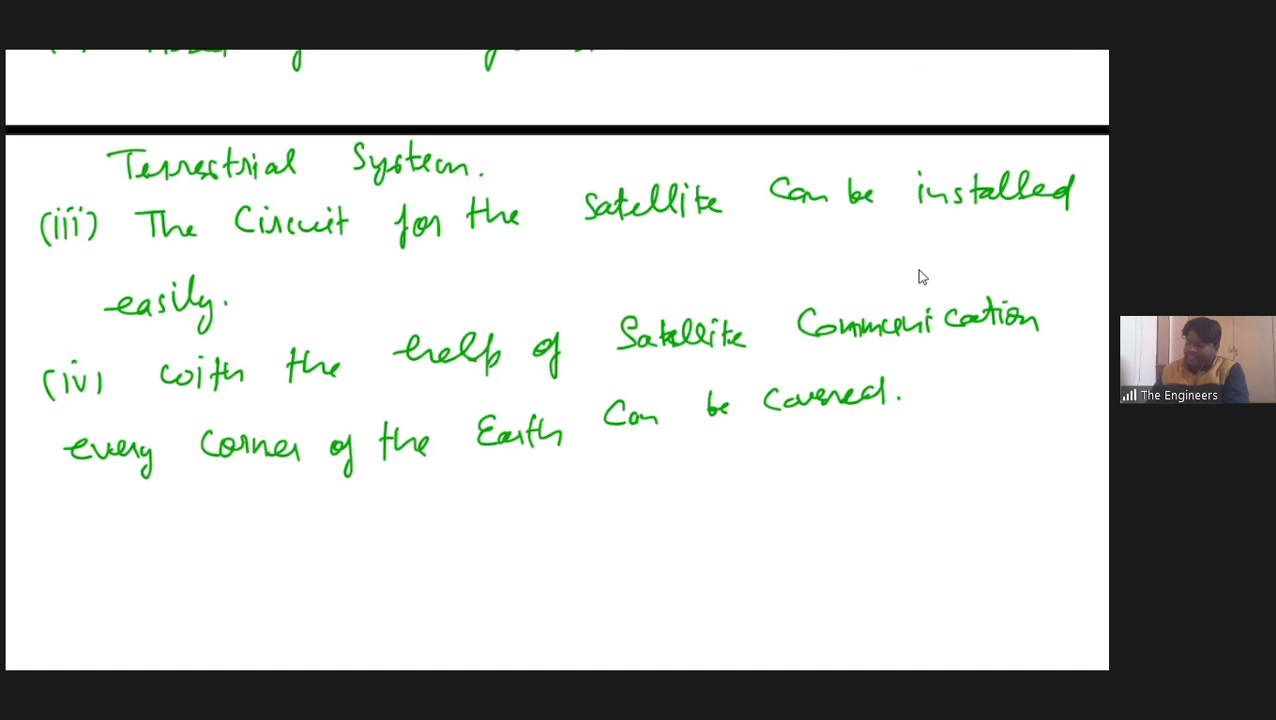 Terrestrial System.
(iii) The Circuit for the satellite can be installed
easily.
(iv) with the help of Satellite Communication
every corner of the Earth Can be covered.
The Engineers